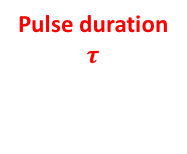 Pulse duration
τ